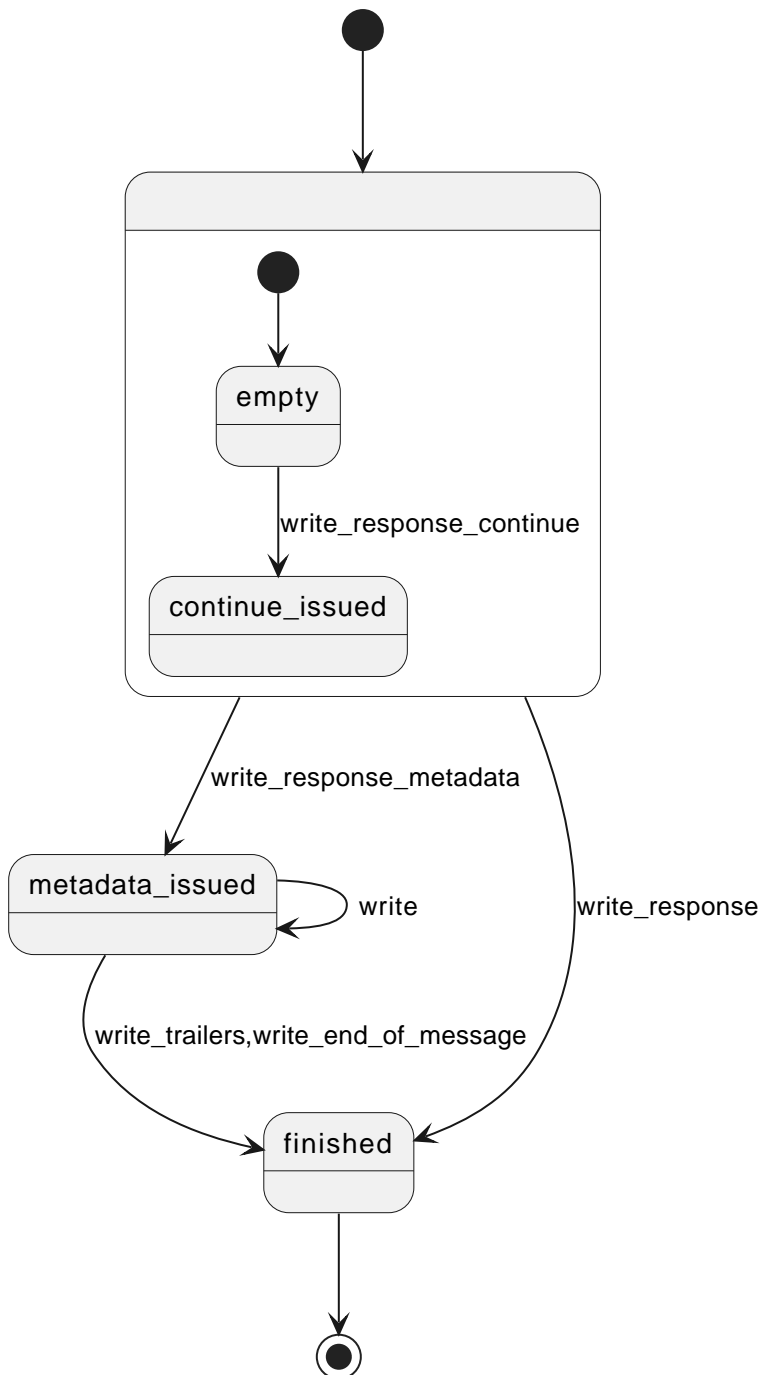 empty
write_response_continue
continue_issued
write_response_metadata
metadata_issued
write
write_response
write_trailers,write_end_of_message
finished